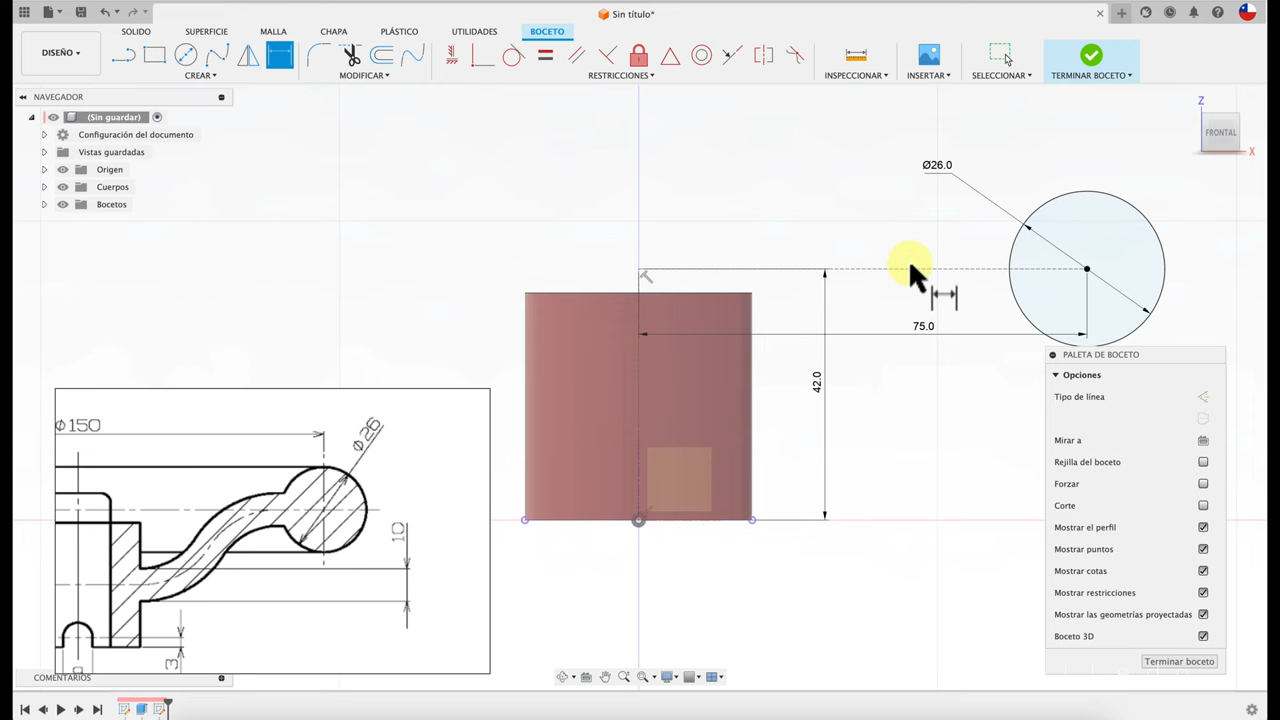 Sin título*
DISEÑO
SOLIDO
SUPERFICIE
MALLA
CHAPA
PLÁSTICO
UTILIDADES
BOCETO
CREAR
MODIFICAR
RESTRICCIONES
INSPECCIONAR
INSERTAR
SELECCIONAR
TERMINAR BOCETO
NAVEGADOR
(Sin guardar)
Configuración del documento
Vistas guardadas
Origen
Cuerpos
Bocetos
Z
FRONTAL
X
Ø26.0
75.0
42.0
PALETA DE BOCETO
Opciones
Tipo de línea
Mirar a
Rejilla del boceto
Forzar
Corte
Mostrar el perfil
Mostrar puntos
Mostrar cotas
Mostrar restricciones
Mostrar las geometrías proyectadas
Boceto 3D
Terminar boceto
Ø150
Ø26
10
3
COMENTARIOS